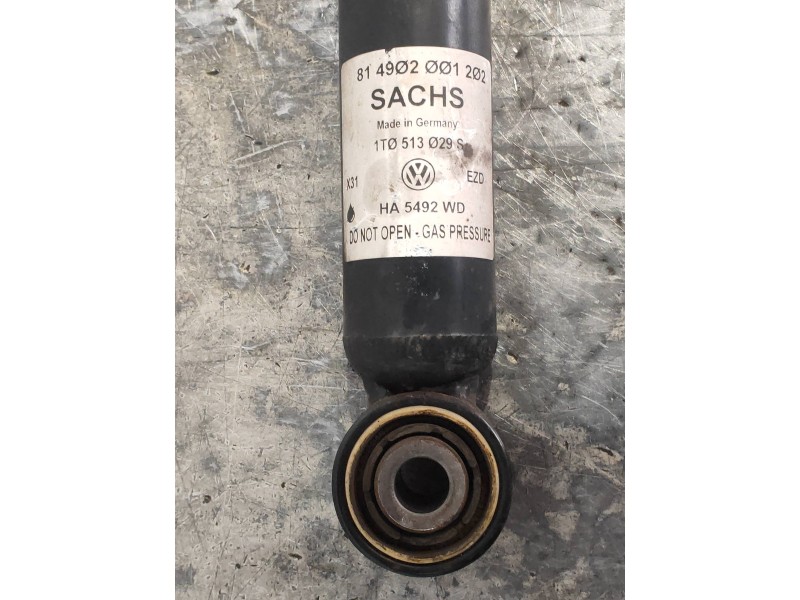 81 49Ø2 ØØ1 2Ø2
SACHS
Made in Germany
1TØ 513 Ø29 S
X31
VW
EZD
HA 5492 WD
DO NOT OPEN - GAS PRESSURE